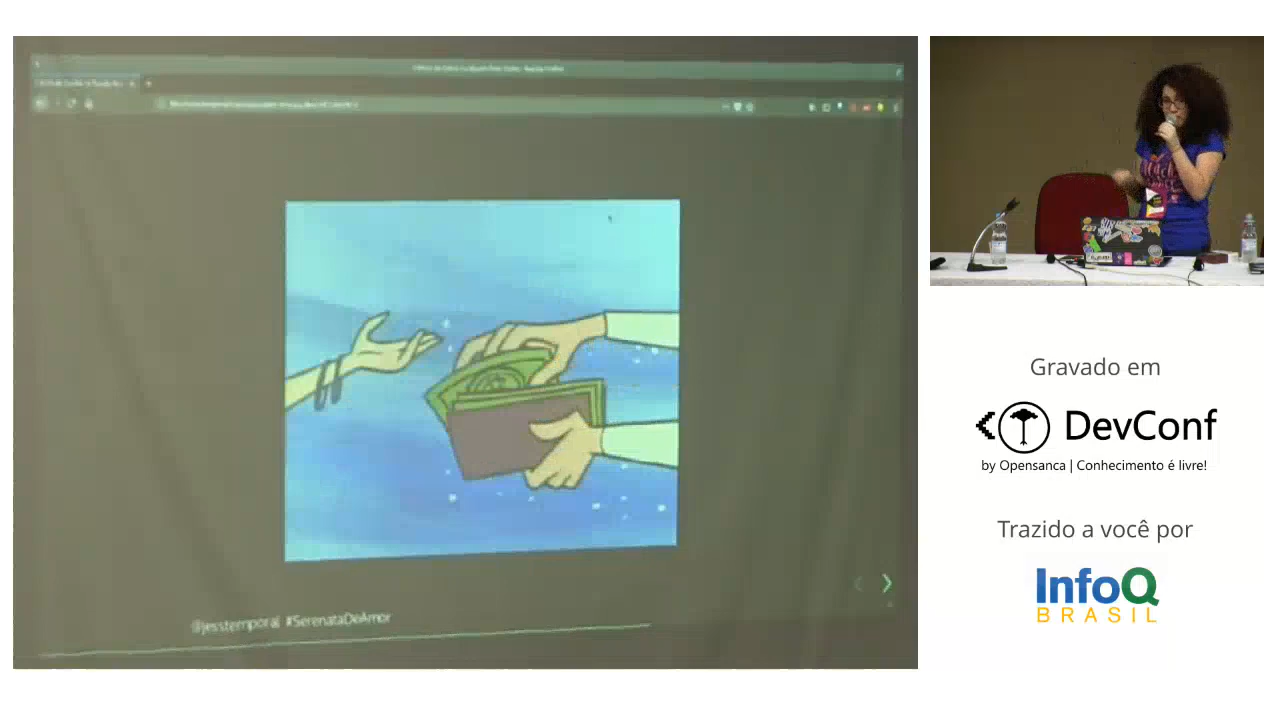 @jesstemporal #SerenataDeAmor
Gravado em
DevConf
by Opensanca | Conhecimento é livre!
Trazido a você por
InfoQ
BRASIL